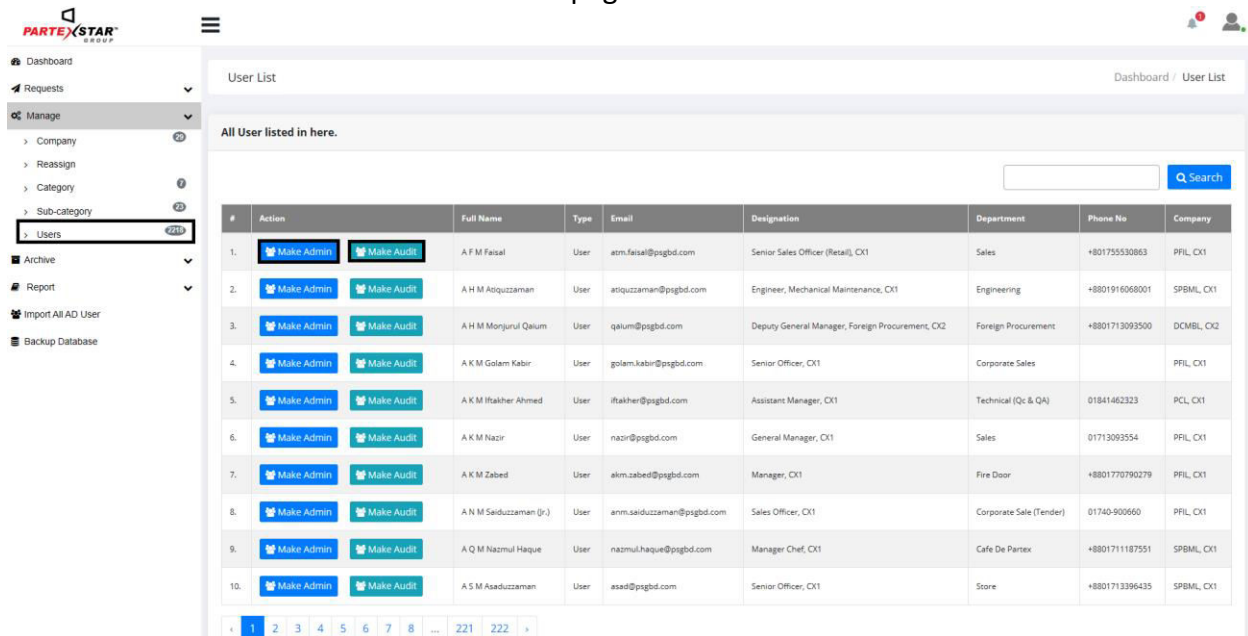 PARTEX STAR
GROUP
1
Dashboard
Requests
Manage
Company 29
Reassign
Category 7
Sub-category 23
Users 2218
Archive
Report
Import All AD User
Backup Database
User List
Dashboard / User List
All User listed in here.
Search
# Action Full Name Type Email Designation Department Phone No Company
1. Make Admin Make Audit A F M Faisal User atm.faisal@psgbd.com Senior Sales Officer (Retail), CX1 Sales +801755530863 PFIL, CX1
2. Make Admin Make Audit A H M Atiquzzaman User atiquzzaman@psgbd.com Engineer, Mechanical Maintenance, CX1 Engineering +8801916068001 SPBML, CX1
3. Make Admin Make Audit A H M Monjurul Qaium User qaium@psgbd.com Deputy General Manager, Foreign Procurement, CX2 Foreign Procurement +8801713093500 DCMBL, CX2
4. Make Admin Make Audit A K M Golam Kabir User golam.kabir@psgbd.com Senior Officer, CX1 Corporate Sales PFIL, CX1
5. Make Admin Make Audit A K M Iftakher Ahmed User iftakher@psgbd.com Assistant Manager, CX1 Technical (Qc & QA) 01841462323 PCL, CX1
6. Make Admin Make Audit A K M Nazir User nazir@psgbd.com General Manager, CX1 Sales 01713093554 PFIL, CX1
7. Make Admin Make Audit A K M Zabed User akm.zabed@psgbd.com Manager, CX1 Fire Door +8801770790279 PFIL, CX1
8. Make Admin Make Audit A N M Saiduzzaman (Jr.) User anm.saiduzzaman@psgbd.com Sales Officer, CX1 Corporate Sale (Tender) 01740-900660 PFIL, CX1
9. Make Admin Make Audit A Q M Nazmul Haque User nazmul.haque@psgbd.com Manager Chef, CX1 Cafe De Partex +8801711187551 SPBML, CX1
10. Make Admin Make Audit A S M Asaduzzaman User asad@psgbd.com Senior Officer, CX1 Store +8801713396435 SPBML, CX1
‹ 1 2 3 4 5 6 7 8 ... 221 222 ›